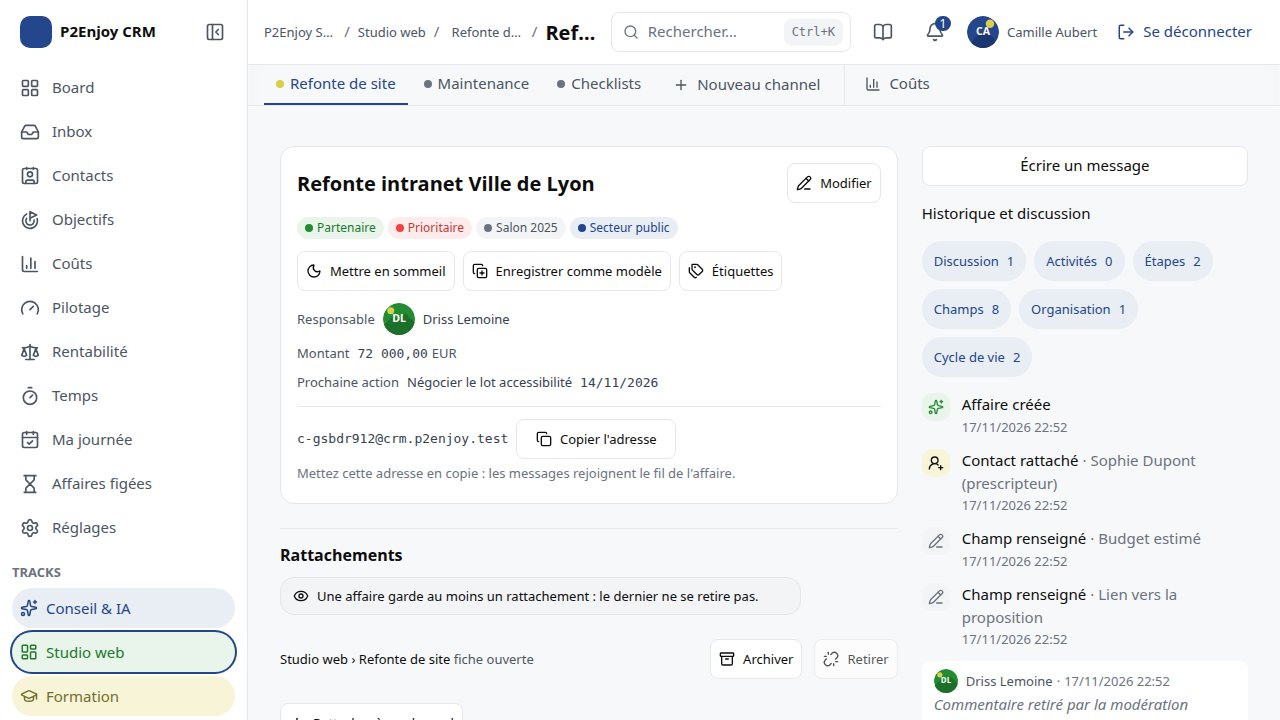 P2Enjoy CRM
Board
Inbox
Contacts
Objectifs
Coûts
Pilotage
Rentabilité
Temps
Ma journée
Affaires figées
Réglages
TRACKS
Conseil & IA
Studio web
Formation
P2Enjoy S... / Studio web / Refonte d... / Ref...
Rechercher... Ctrl+K
1
CA Camille Aubert
Se déconnecter
Refonte de site
Maintenance
Checklists
Nouveau channel
Coûts
Refonte intranet Ville de Lyon
Modifier
Partenaire Prioritaire Salon 2025 Secteur public
Mettre en sommeil Enregistrer comme modèle Étiquettes
Responsable DL Driss Lemoine
Montant 72 000,00 EUR
Prochaine action Négocier le lot accessibilité 14/11/2026
c-gsbdr912@crm.p2enjoy.test Copier l'adresse
Mettez cette adresse en copie : les messages rejoignent le fil de l'affaire.
Rattachements
Une affaire garde au moins un rattachement : le dernier ne se retire pas.
Studio web › Refonte de site fiche ouverte
Archiver Retirer
Écrire un message
Historique et discussion
Discussion 1 Activités 0 Étapes 2
Champs 8 Organisation 1
Cycle de vie 2
Affaire créée
17/11/2026 22:52
Contact rattaché · Sophie Dupont
(prescripteur)
17/11/2026 22:52
Champ renseigné · Budget estimé
17/11/2026 22:52
Champ renseigné · Lien vers la
proposition
17/11/2026 22:52
DL Driss Lemoine · 17/11/2026 22:52
Commentaire retiré par la modération